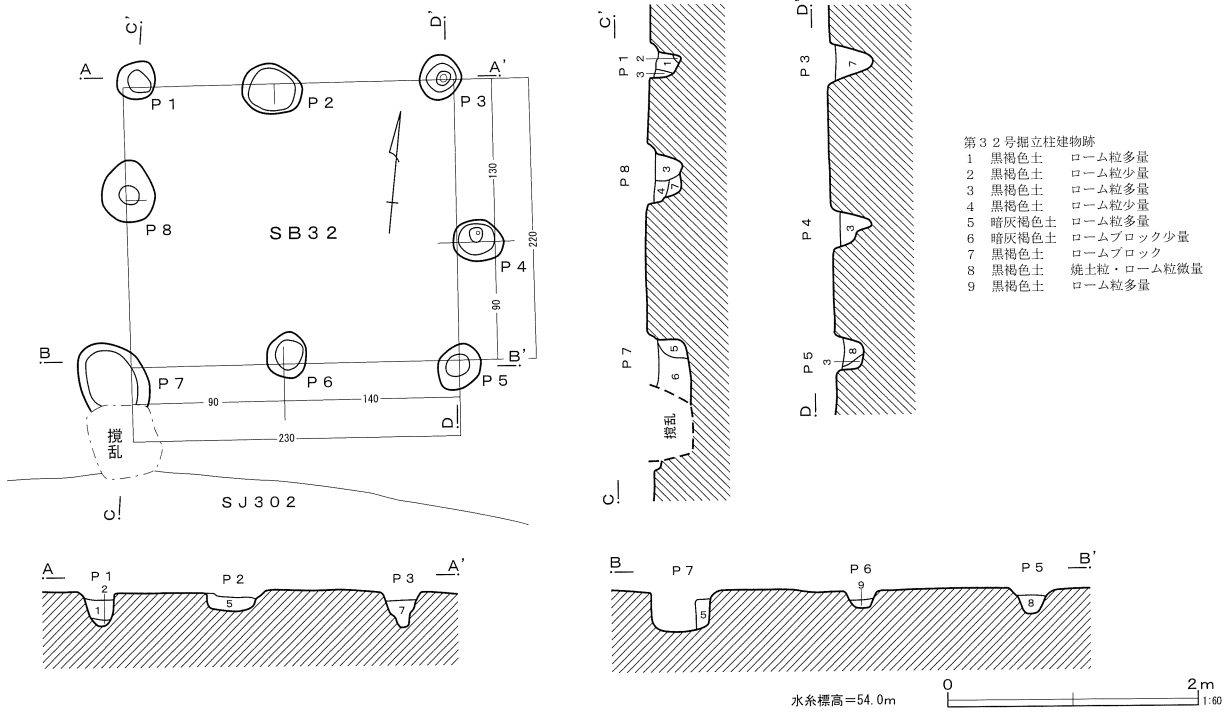 C' D'
A A'
P1 P2 P3
130
P8 SB32 220
P4
90
B B'
P7 P6 P5
90 140
D
230
撹乱
C SJ302
C'
P1 2 1 3
P8 3 4 7
P7 5 6
撹乱
C
D'
P3 7
P4 3
P5 8 3
D
第32号掘立柱建物跡
1 黒褐色土 ローム粒多量
2 黒褐色土 ローム粒少量
3 黒褐色土 ローム粒多量
4 黒褐色土 ローム粒少量
5 暗灰褐色土 ローム粒多量
6 暗灰褐色土 ロームブロック少量
7 黒褐色土 ロームブロック
8 黒褐色土 焼土粒・ローム粒微量
9 黒褐色土 ローム粒多量
A A'
P1 P2 P3
2
1 5 7
B B'
P7 P6 P5
9
5 8
水糸標高=54.0m
0 2m
1:60